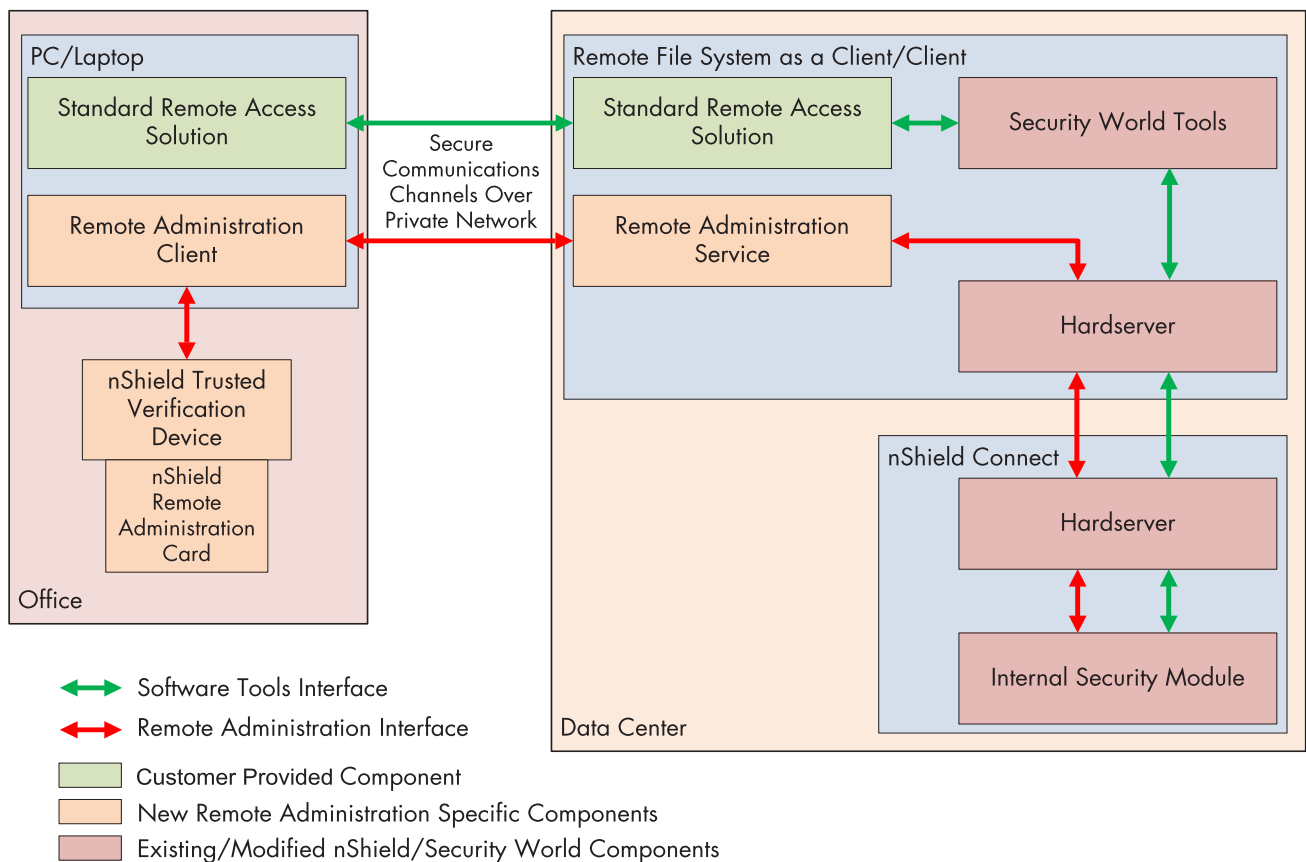 PC/Laptop
Standard Remote Access
Solution
Remote Administration
Client
nShield Trusted
Verification
Device
nShield
Remote
Administration
Card
Office
Secure
Communications
Channels Over
Private Network
Remote File System as a Client/Client
Standard Remote Access
Solution
Security World Tools
Remote Administration
Service
Hardserver
nShield Connect
Hardserver
Internal Security Module
Data Center
Software Tools Interface
Remote Administration Interface
Customer Provided Component
New Remote Administration Specific Components
Existing/Modified nShield/Security World Components